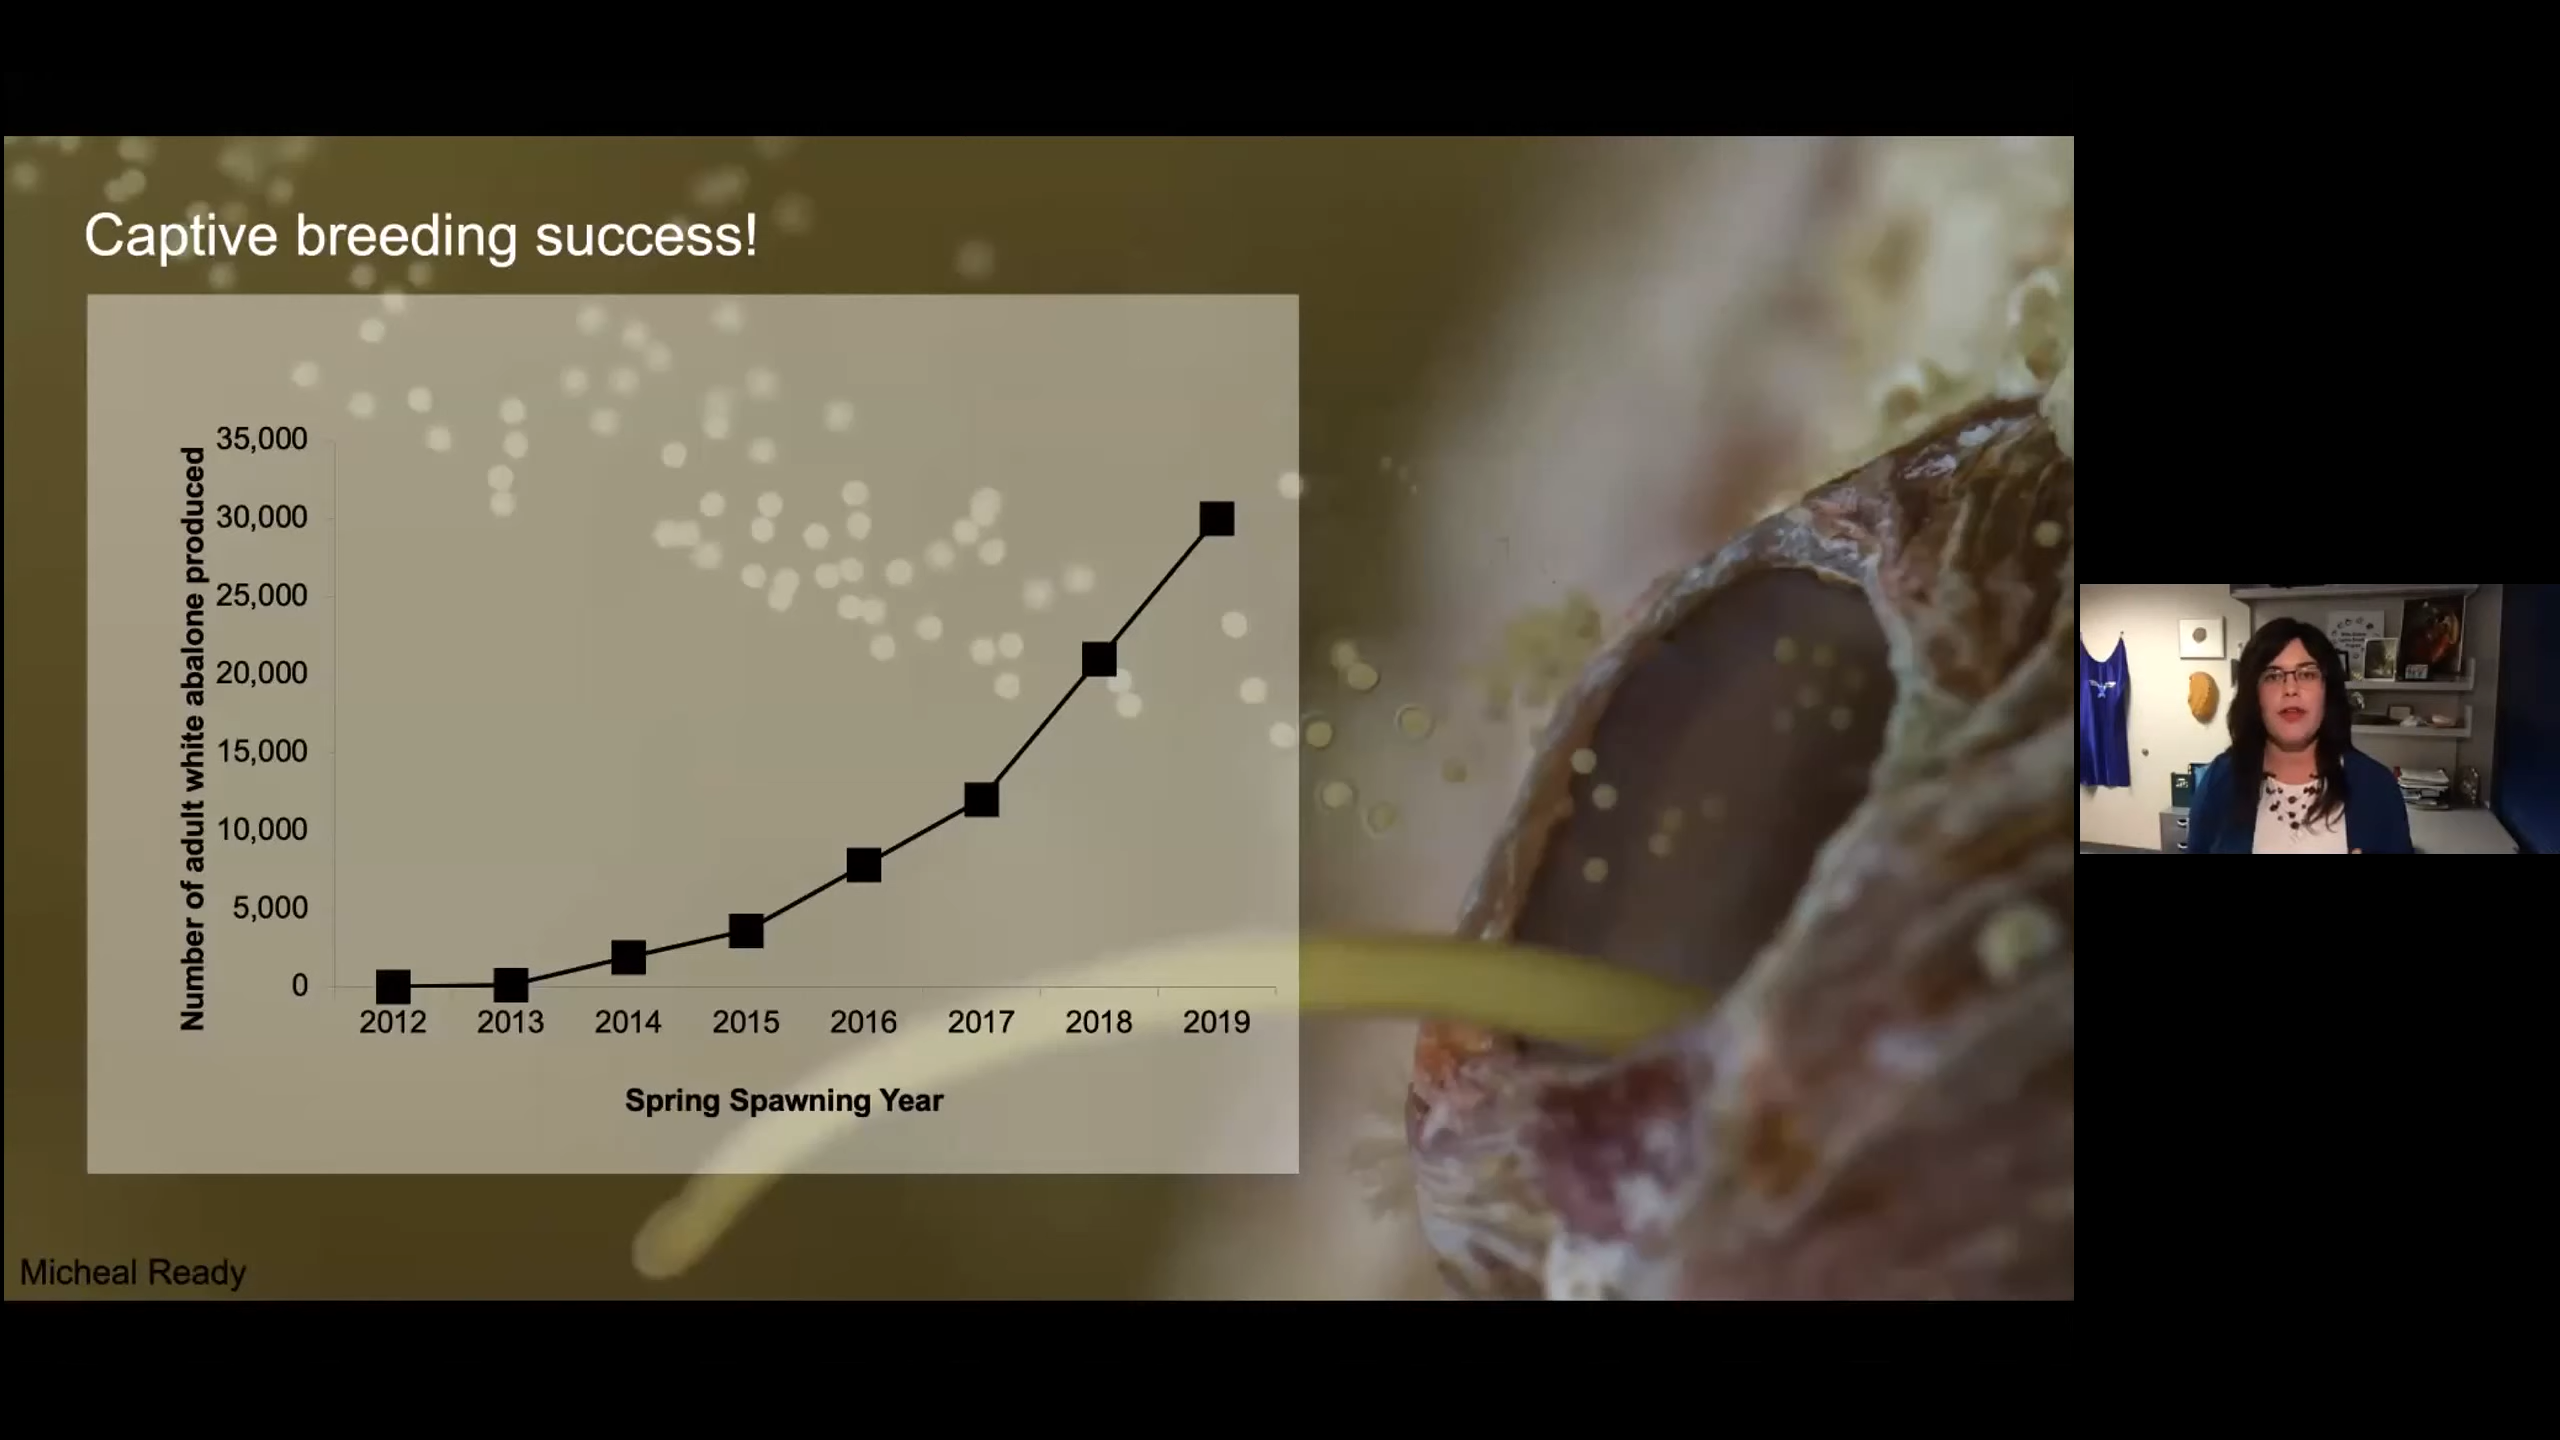 Captive breeding success!
Number of adult white abalone produced
35,000
30,000
25,000
20,000
15,000
10,000
5,000
0
2012 2013 2014 2015 2016 2017 2018 2019
Spring Spawning Year
Micheal Ready